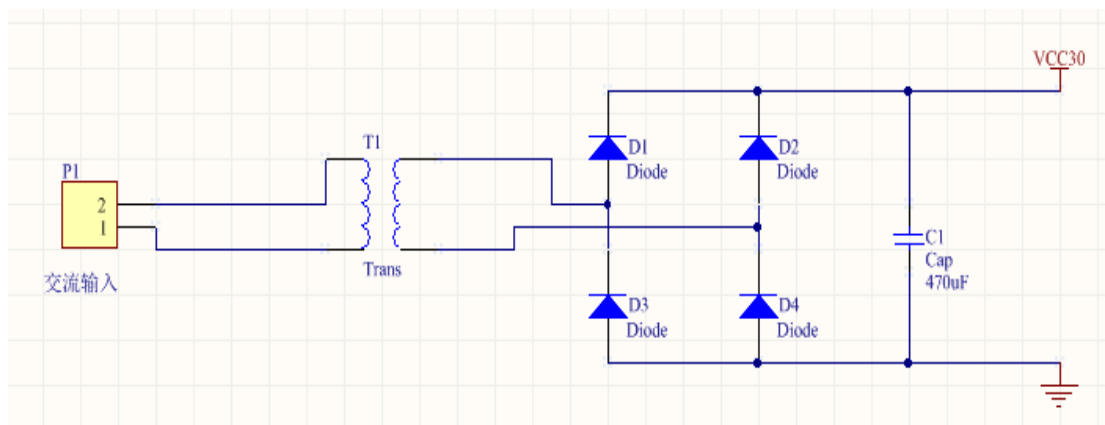 VCC30
T1
P1
2
1
交流输入
Trans
D1
Diode
D2
Diode
D3
Diode
D4
Diode
C1
Cap
470uF